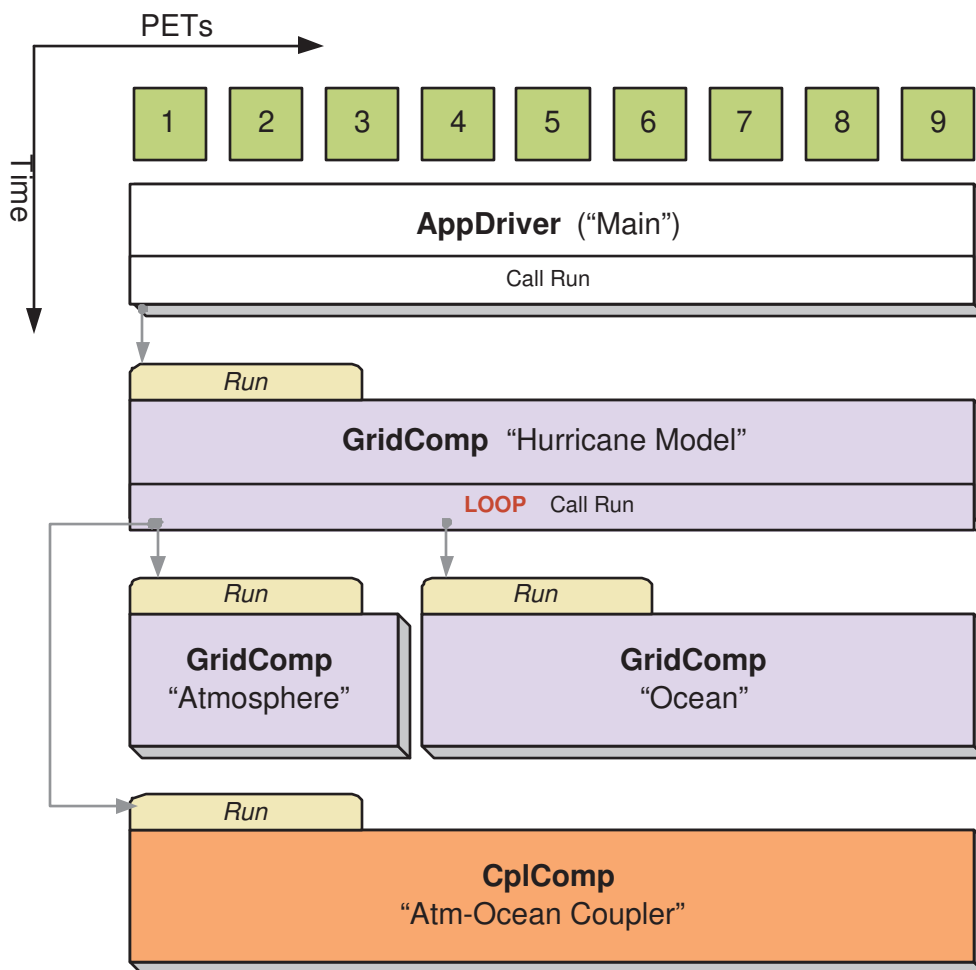 PETs
Time
1 2 3 4 5 6 7 8 9
AppDriver (“Main”)
Call Run
Run
GridComp “Hurricane Model”
LOOP Call Run
Run
GridComp
“Atmosphere”
Run
GridComp
“Ocean”
Run
CplComp
“Atm-Ocean Coupler”